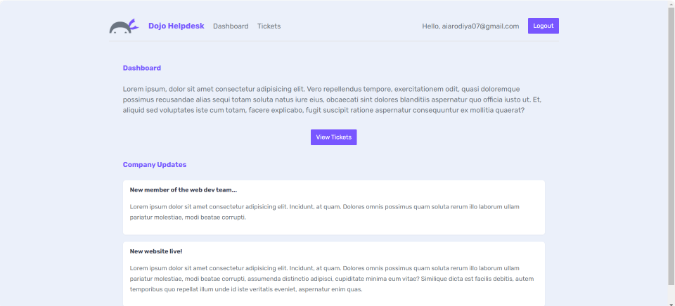 Dojo Helpdesk Dashboard Tickets Hello, aiarodiya07@gmail.com Logout
Dashboard
Lorem ipsum, dolor sit amet consectetur adipisicing elit. Vero repellendus tempore, exercitationem odit, quasi doloremque
possimus recusandae alias sequi totam soluta natus iure eius, obcaecati sint dolores blanditiis aspernatur quo officia iusto ut. Et,
aliquid sed voluptates iste cum totam, facere explicabo, fugit suscipit ratione aspernatur consequuntur ex mollitia quaerat?
View Tickets
Company Updates
New member of the web dev team...
Lorem ipsum dolor sit amet consectetur adipisicing elit. Incidunt, at quam. Dolores omnis possimus quam soluta rerum illo laborum ullam
pariatur molestiae, modi beatae corrupti.
New website live!
Lorem ipsum dolor sit amet consectetur adipisicing elit. Incidunt, at quam. Dolores omnis possimus quam soluta rerum illo laborum ullam
pariatur molestiae, modi beatae corrupti, assumenda distinctio adipisci, cupiditate minima eum vitae? Similique dicta est facilis debitis, autem
temporibus quo repellat illum unde id iste veritatis eveniet, aspernatur enim quas.